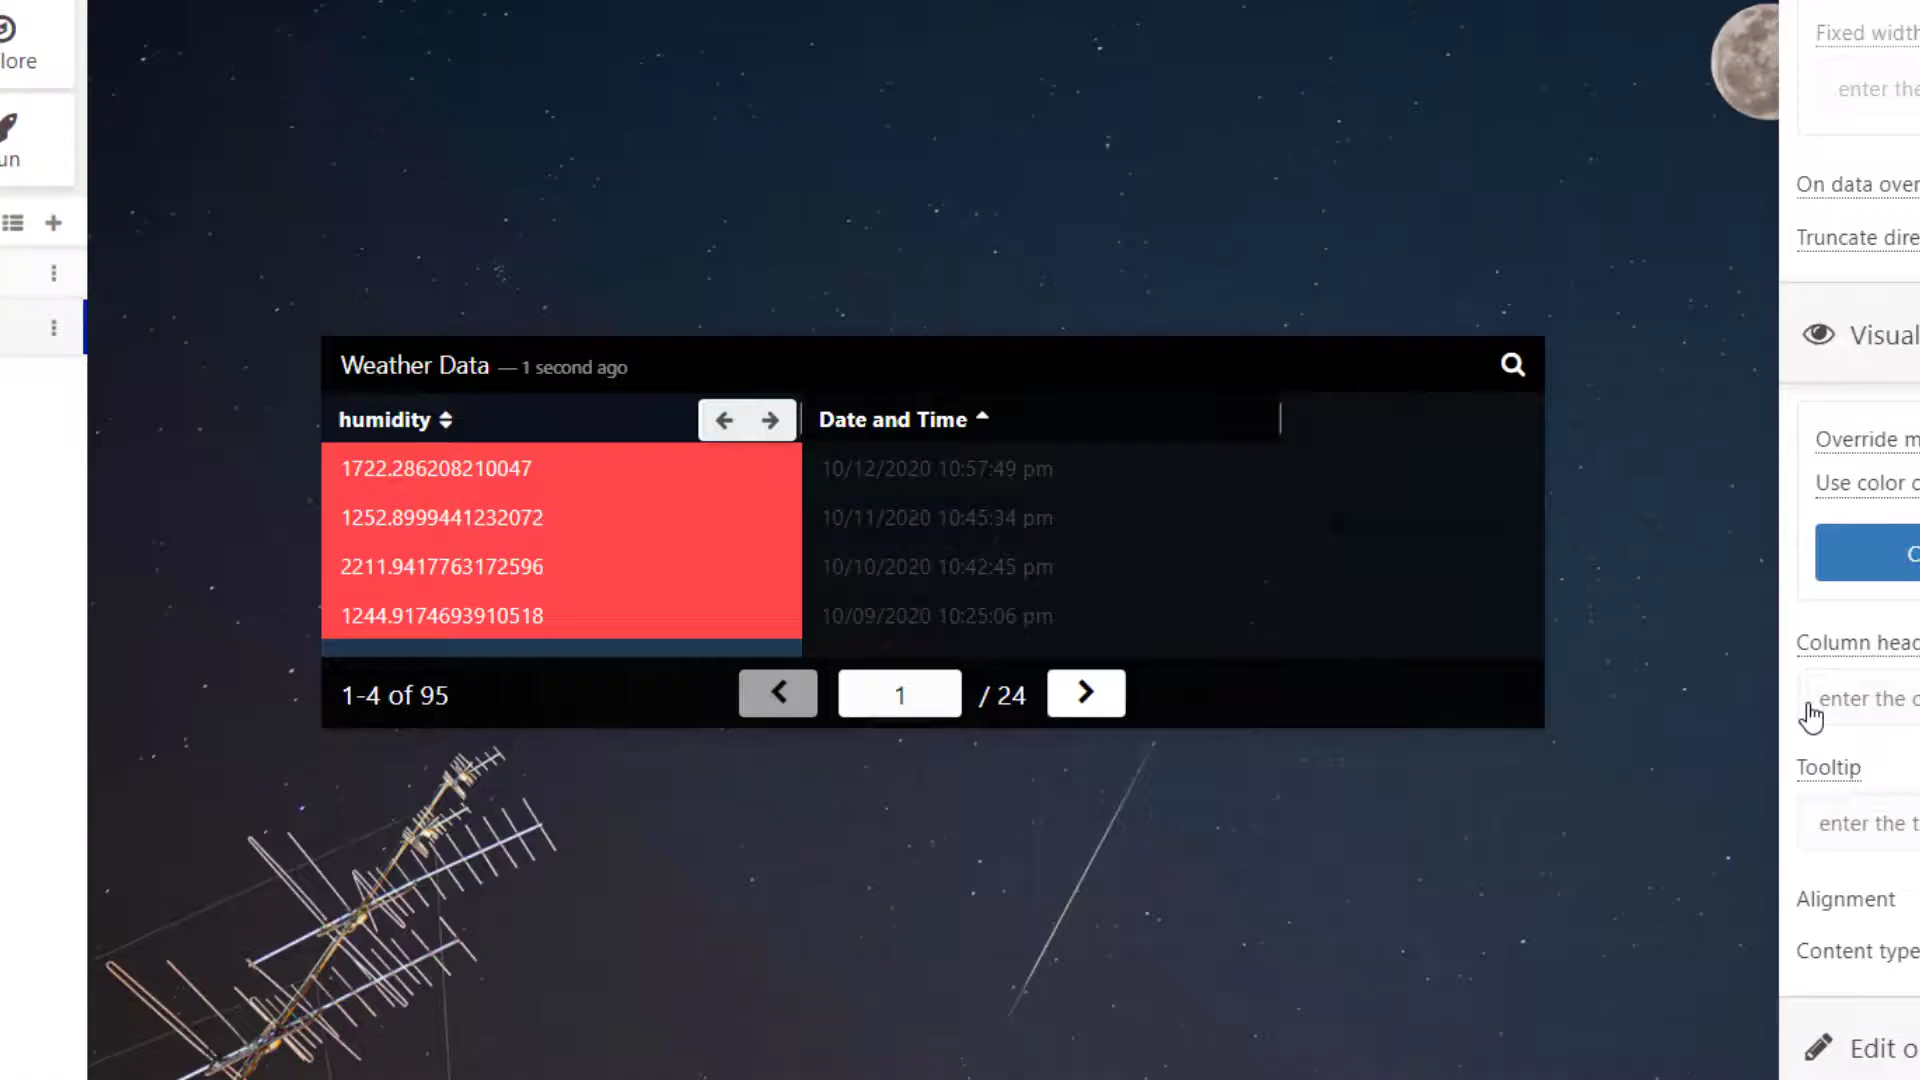 lore
un
Weather Data — 1 second ago
humidity
Date and Time
1722.286208210047
10/12/2020 10:57:49 pm
1252.8999441232072
10/11/2020 10:45:34 pm
2211.9417763172596
10/10/2020 10:42:45 pm
1244.9174693910518
10/09/2020 10:25:06 pm
1-4 of 95
1
/ 24
Fixed width
enter the
On data over
Truncate dire
Visual
Override m
Use color c
C
Column head
enter the c
Tooltip
enter the t
Alignment
Content type
Edit o